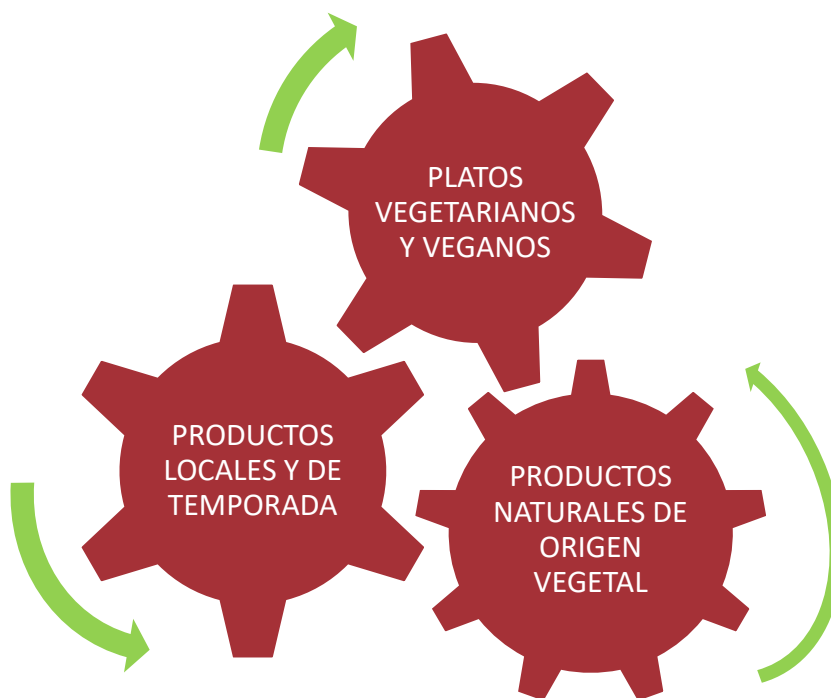 PLATOS
VEGETARIANOS
Y VEGANOS
PRODUCTOS
LOCALES Y DE
TEMPORADA
PRODUCTOS
NATURALES DE
ORIGEN
VEGETAL